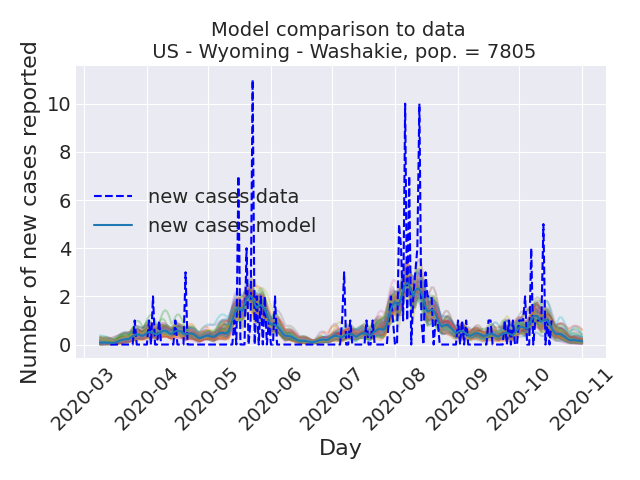 Model comparison to data
US - Wyoming - Washakie, pop. = 7805
Number of new cases reported
10
8
6
4
2
0
new cases data
new cases model
2020-03
2020-04
2020-05
2020-06
2020-07
2020-08
2020-09
2020-10
2020-11
Day